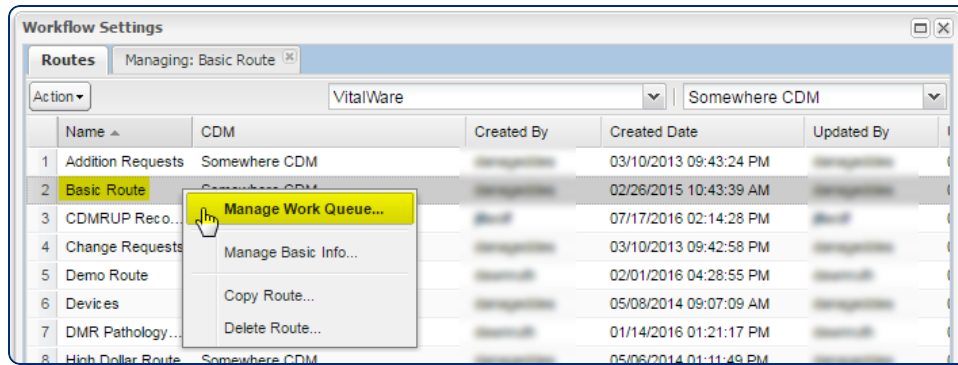 Workflow Settings
Routes Managing: Basic Route
Action VitalWare Somewhere CDM
Name CDM Created By Created Date Updated By
1 Addition Requests Somewhere CDM 03/10/2013 09:43:24 PM
2 Basic Route Somewhere CDM 02/26/2015 10:43:39 AM
Manage Work Queue...
3 CDMRUP Reco... 07/17/2016 02:14:28 PM
4 Change Requests 03/10/2013 09:42:58 PM
Manage Basic Info...
5 Demo Route 02/01/2016 04:28:55 PM
6 Devices 05/08/2014 09:07:09 AM
Copy Route...
7 DMR Pathology... 01/14/2016 01:21:17 PM
Delete Route...
8 High Dollar Route Somewhere CDM 05/06/2014 01:11:49 PM